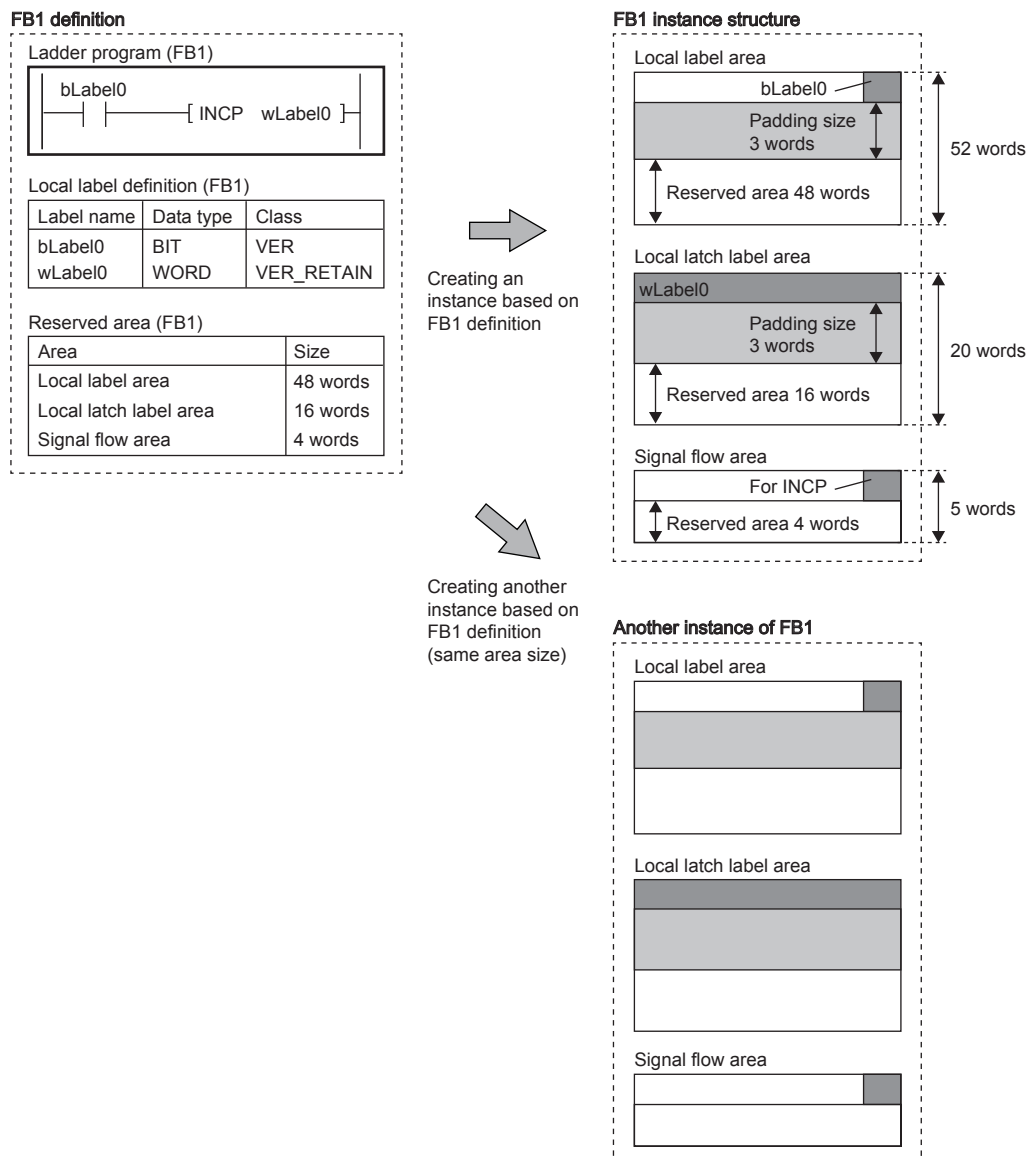 FB1 definition
Ladder program (FB1)
bLabel0
INCP wLabel0
Local label definition (FB1)
Label name Data type Class
bLabel0 BIT VER
wLabel0 WORD VER_RETAIN
Reserved area (FB1)
Area Size
Local label area 48 words
Local latch label area 16 words
Signal flow area 4 words
Creating an
instance based on
FB1 definition
FB1 instance structure
Local label area
bLabel0
Padding size
3 words
Reserved area 48 words
52 words
Local latch label area
wLabel0
Padding size
3 words
Reserved area 16 words
20 words
Signal flow area
For INCP
Reserved area 4 words
5 words
Creating another
instance based on
FB1 definition
(same area size)
Another instance of FB1
Local label area
Local latch label area
Signal flow area